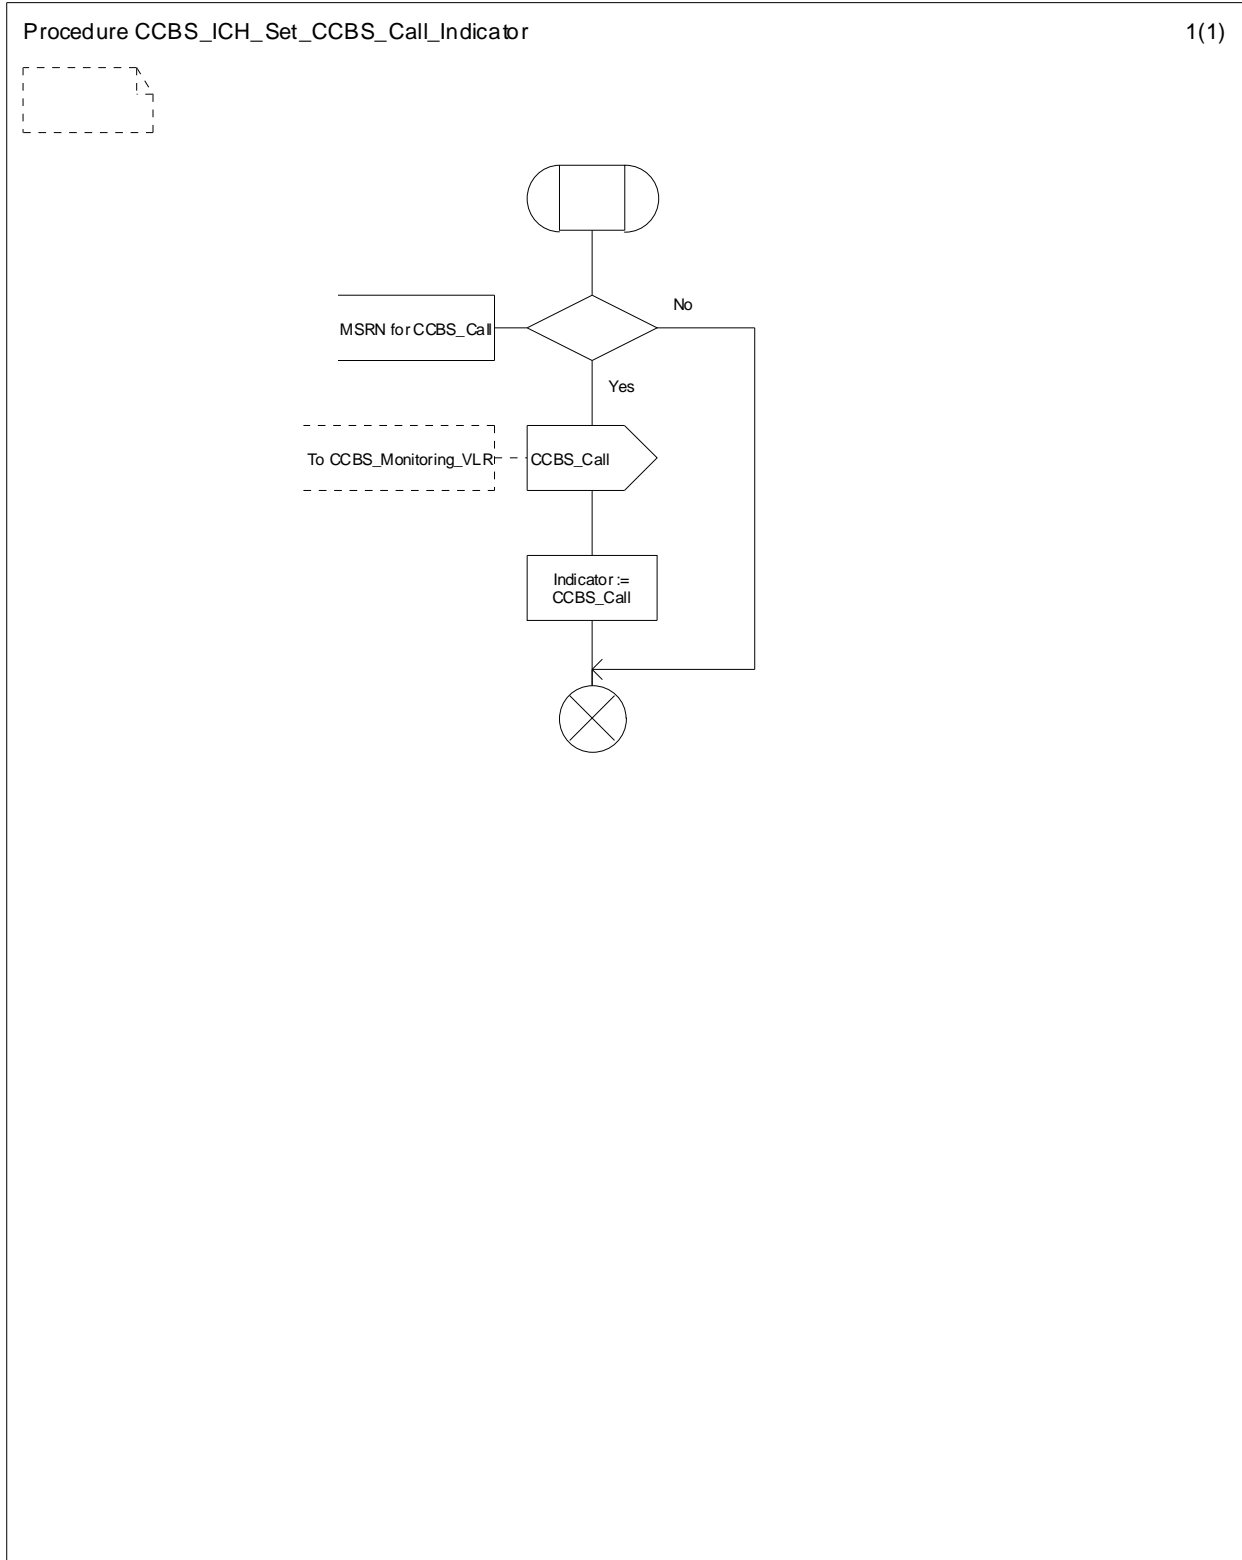 Procedure CCBS_ICH_Set_CCBS_Call_Indicator
1(1)
No
MSRN for CCBS_Call
Yes
To CCBS_Monitoring_VLR
CCBS_Call
Indicator :=
CCBS_Call